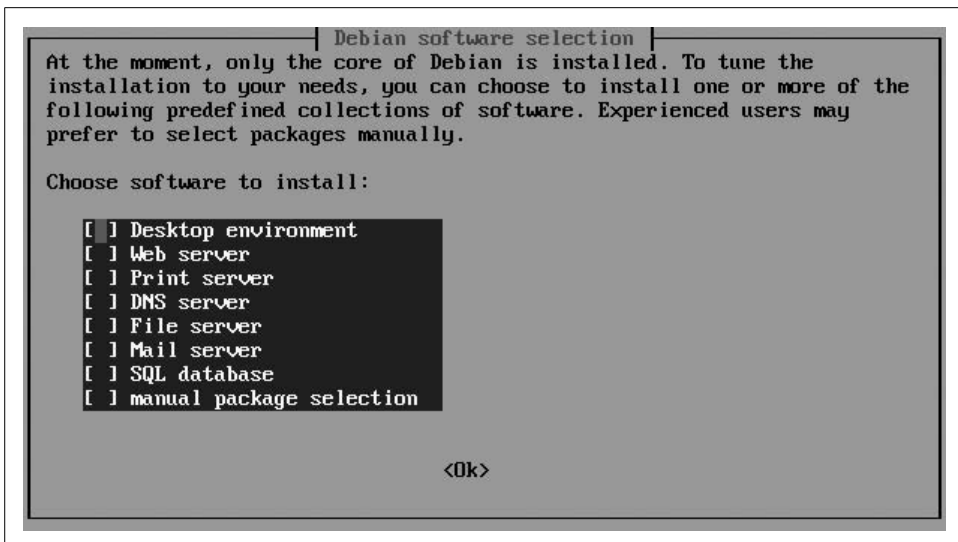 Debian software selection
At the moment, only the core of Debian is installed. To tune the
installation to your needs, you can choose to install one or more of the
following predefined collections of software. Experienced users may
prefer to select packages manually.
Choose software to install:
[ ] Desktop environment
[ ] Web server
[ ] Print server
[ ] DNS server
[ ] File server
[ ] Mail server
[ ] SQL database
[ ] manual package selection
<Ok>